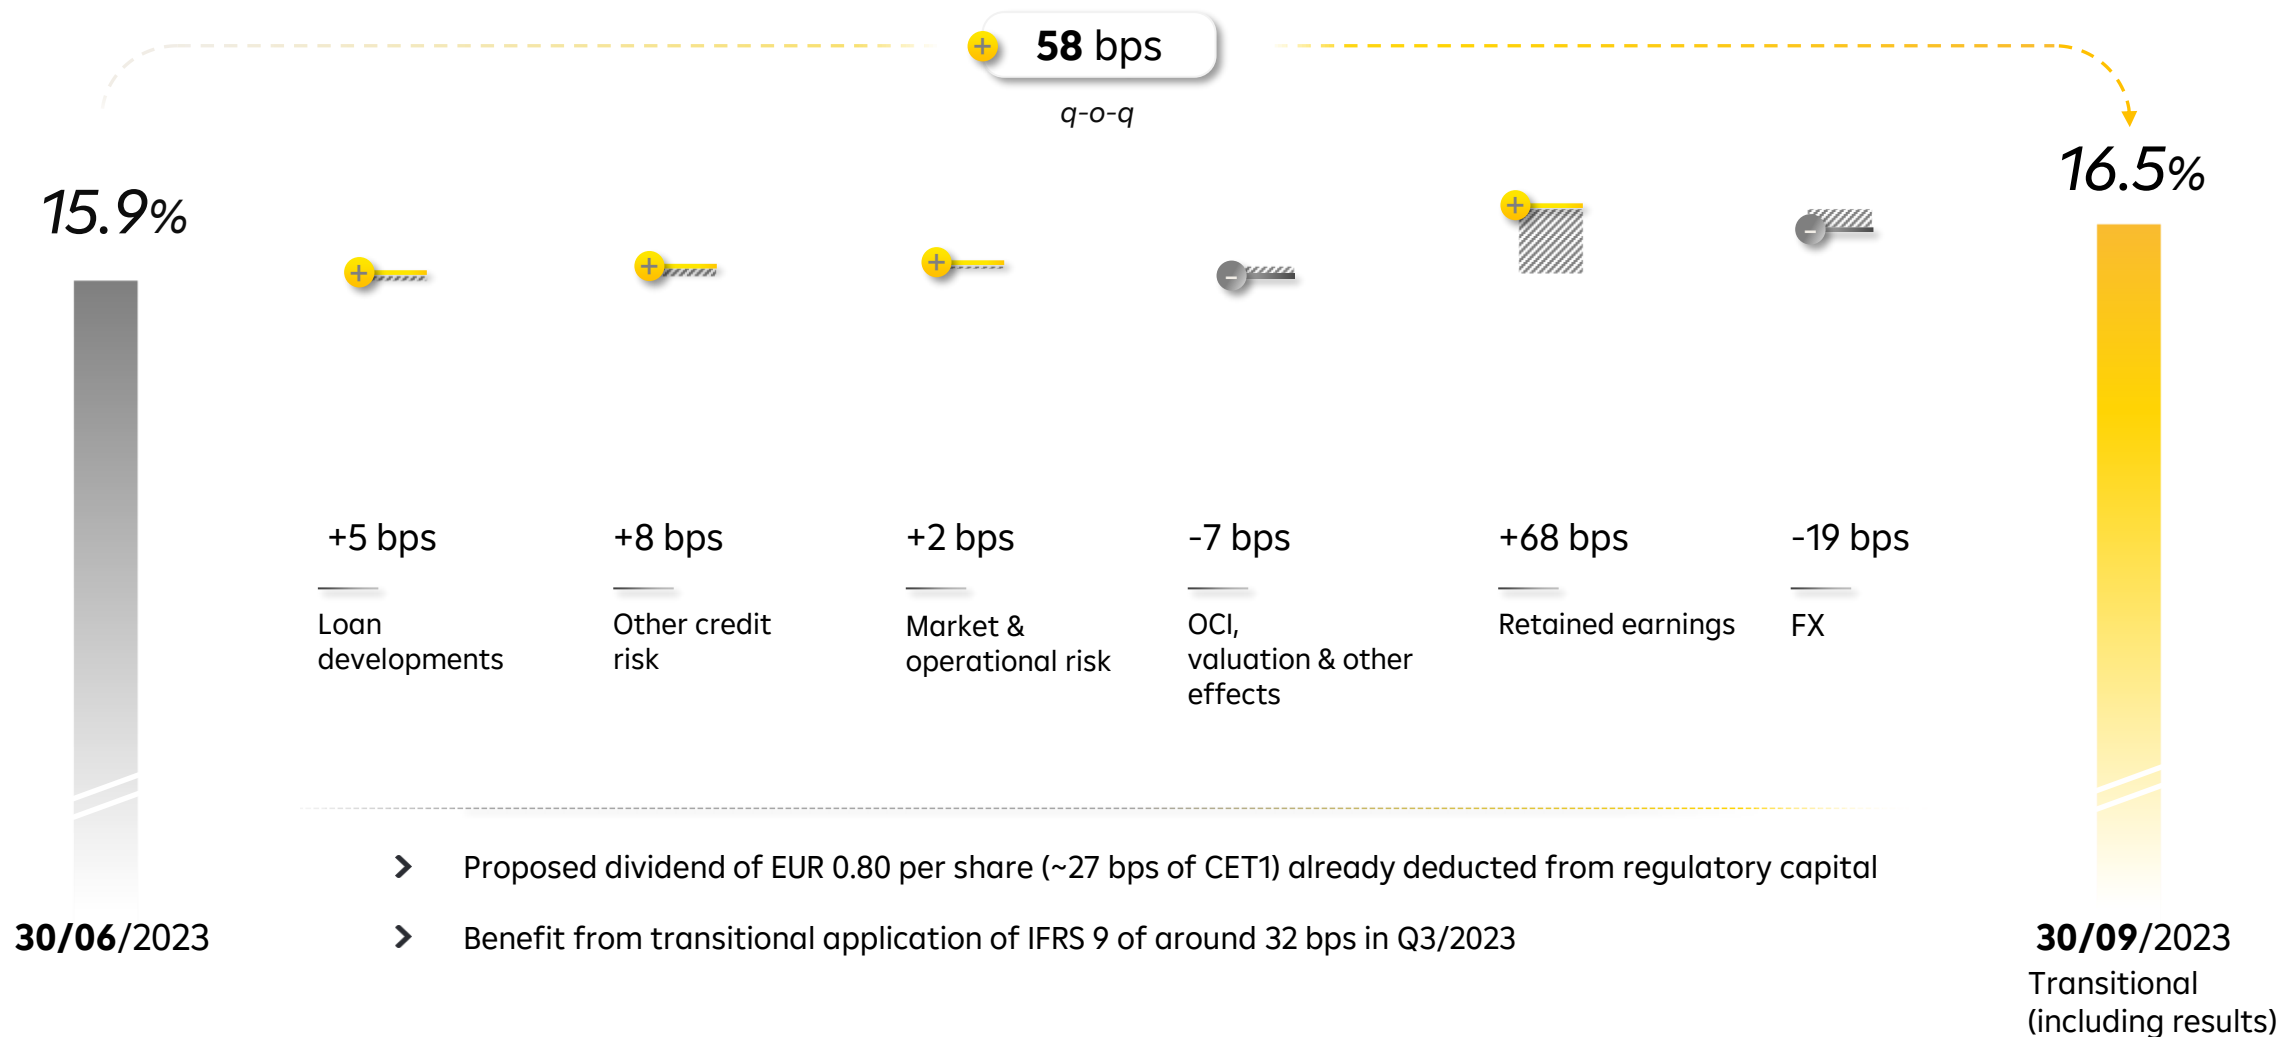 58 bps
q-o-q
15.9%
16.5%
+5 bps
Loan
developments
+8 bps
Other credit
risk
+2 bps
Market &
operational risk
-7 bps
OCI,
valuation & other
effects
+68 bps
Retained earnings
-19 bps
FX
Proposed dividend of EUR 0.80 per share (~27 bps of CET1) already deducted from regulatory capital
Benefit from transitional application of IFRS 9 of around 32 bps in Q3/2023
30/06/2023
30/09/2023
Transitional
(including results)